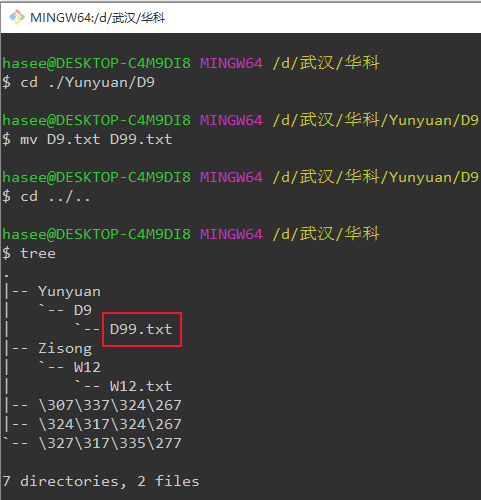 MINGW64:/d/武汉/华科
hasee@DESKTOP-C4M9DI8 MINGW64 /d/武汉/华科
$ cd ./Yunyuan/D9
hasee@DESKTOP-C4M9DI8 MINGW64 /d/武汉/华科/Yunyuan/D9
$ mv D9.txt D99.txt
hasee@DESKTOP-C4M9DI8 MINGW64 /d/武汉/华科/Yunyuan/D9
$ cd ../..
hasee@DESKTOP-C4M9DI8 MINGW64 /d/武汉/华科
$ tree
.
|-- Yunyuan
|   `-- D9
|       `-- D99.txt
|-- Zisong
|   `-- W12
|       `-- W12.txt
|-- \307\337\324\267
|-- \324\317\324\267
`-- \327\317\335\277
7 directories, 2 files